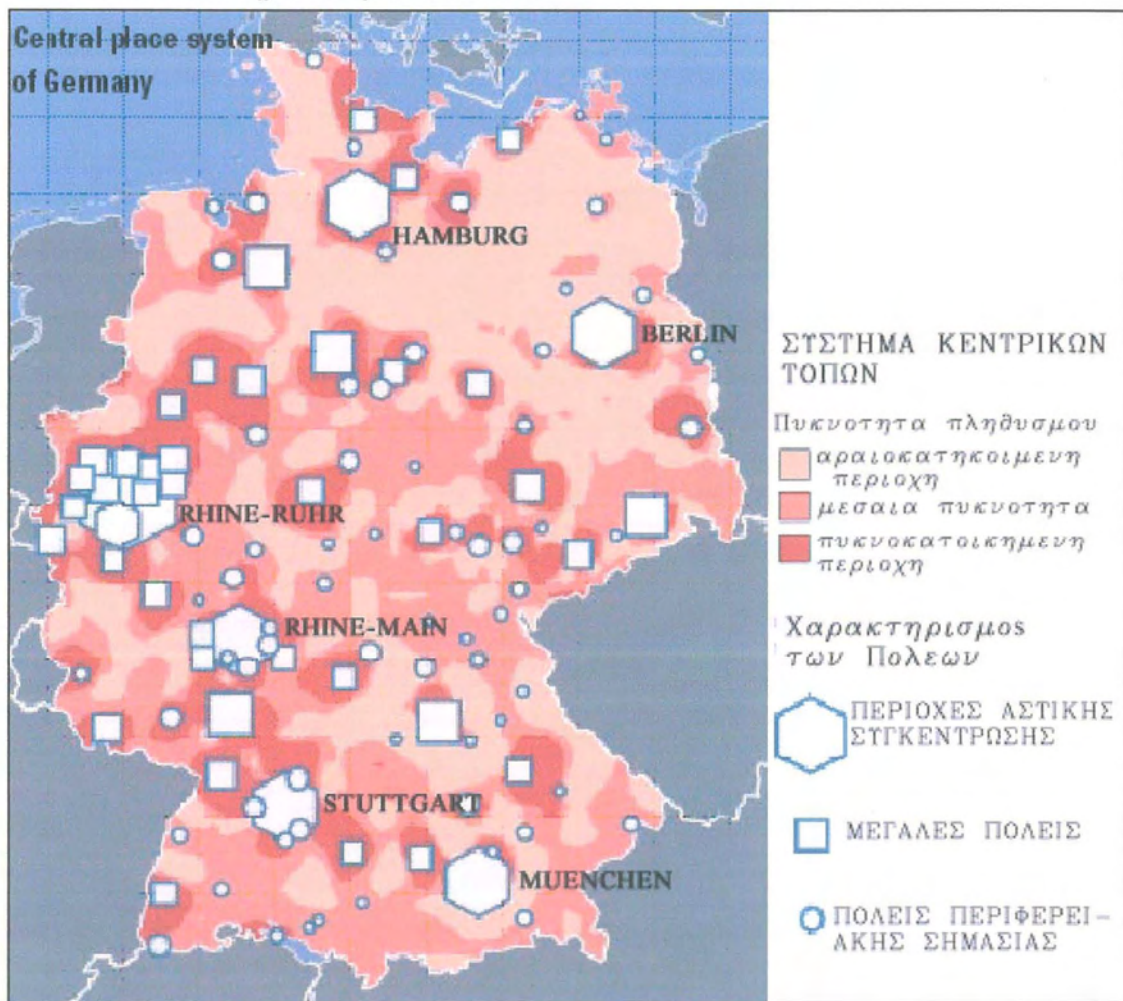 Central place system
of Germany
HAMBURG
BERLIN
RHINE-RUHR
RHINE-MAIN
STUTTGART
MUENCHEN
ΣΥΣΤΗΜΑ ΚΕΝΤΡΙΚΩΝ
ΤΟΠΩΝ
Πυκνοτητα πληθυσμου
αραιοκατηκοιμενη
περιοχη
μεσαια πυκνοτητα
πυκνοκατοικημενη
περιοχη
Χαρακτηρισμος
των Πολεων
ΠΕΡΙΟΧΕΣ ΑΣΤΙΚΗΣ
ΣΥΓΚΕΝΤΡΩΣΗΣ
ΜΕΓΑΛΕΣ ΠΟΛΕΙΣ
ΠΟΛΕΙΣ ΠΕΡΙΦΕΡΕΙ-
ΑΚΗΣ ΣΗΜΑΣΙΑΣ